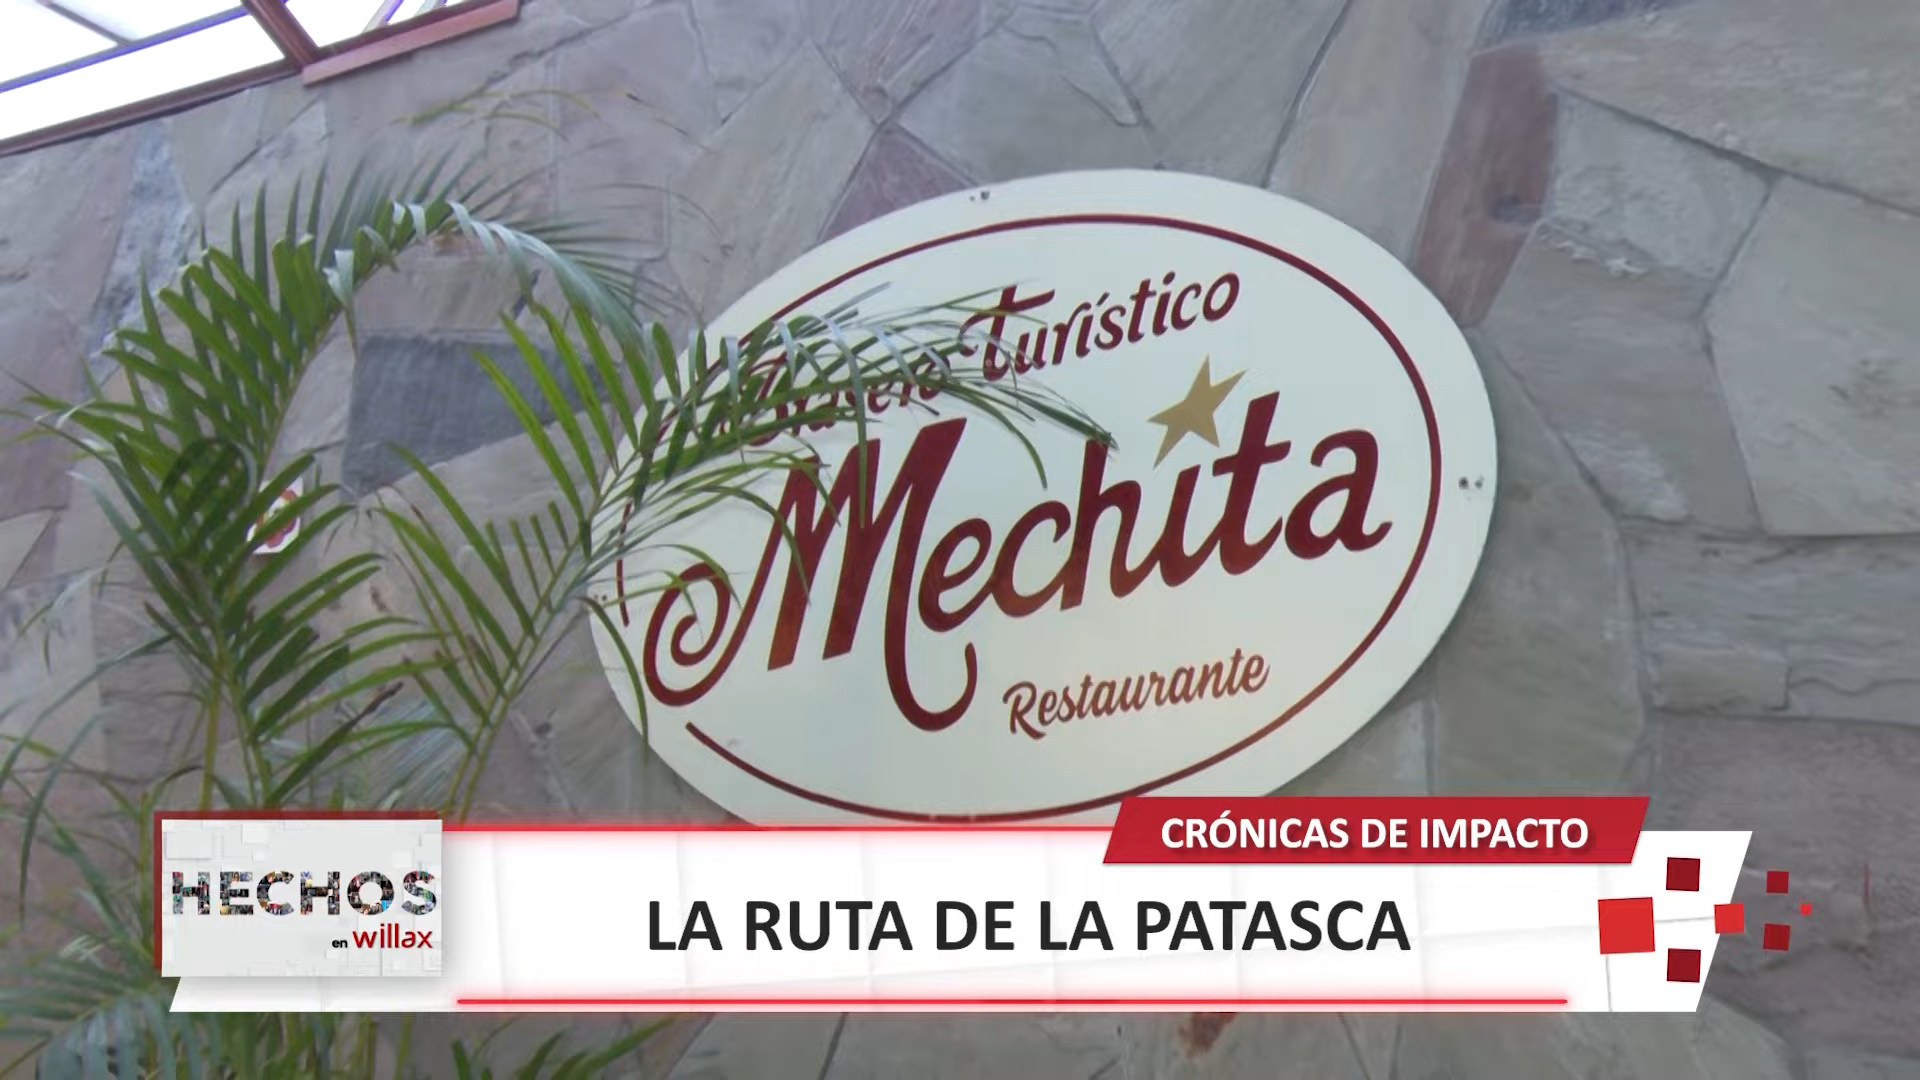 Turístico
Mechita
Restaurante
CRÓNICAS DE IMPACTO
HECHOS
en willax
LA RUTA DE LA PATASCA